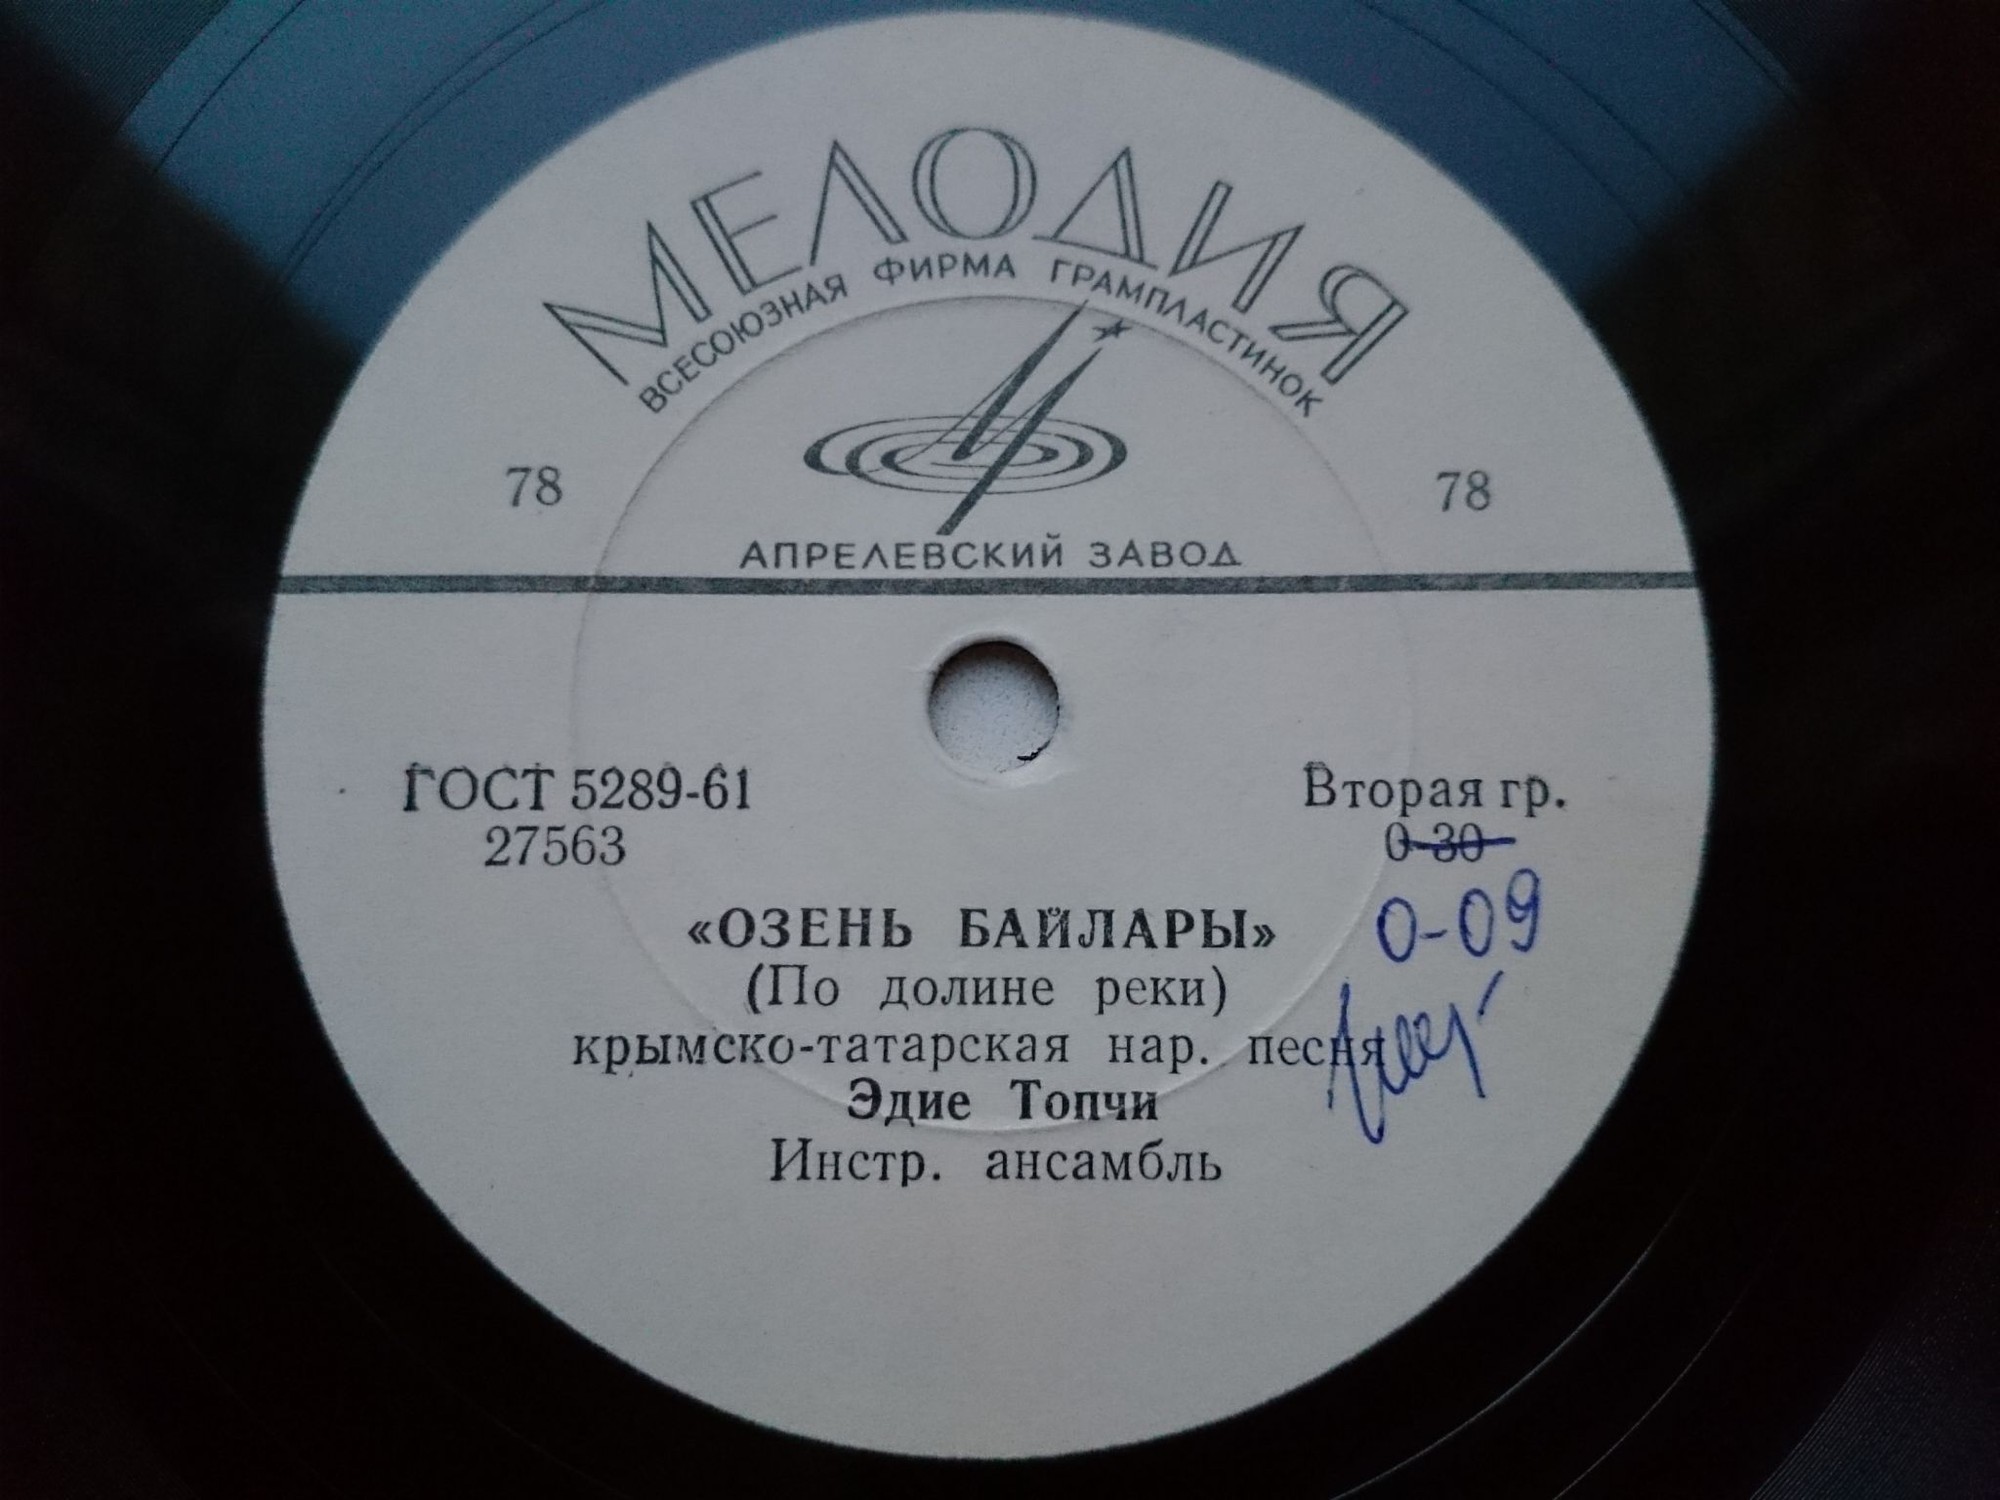 МЕЛОДИЯ
ВСЕСОЮЗНАЯ ФИРМА ГРАМПЛАСТИНОК
78 78
АПРЕЛЕВСКИЙ ЗАВОД
ГОСТ 5289-61 Вторая гр.
27563 0-30
0-09
«ОЗЕНЬ БАЙЛАРЫ»
(По долине реки)
крымско-татарская нар. песня
Эдие Топчи
Инстр. ансамбль